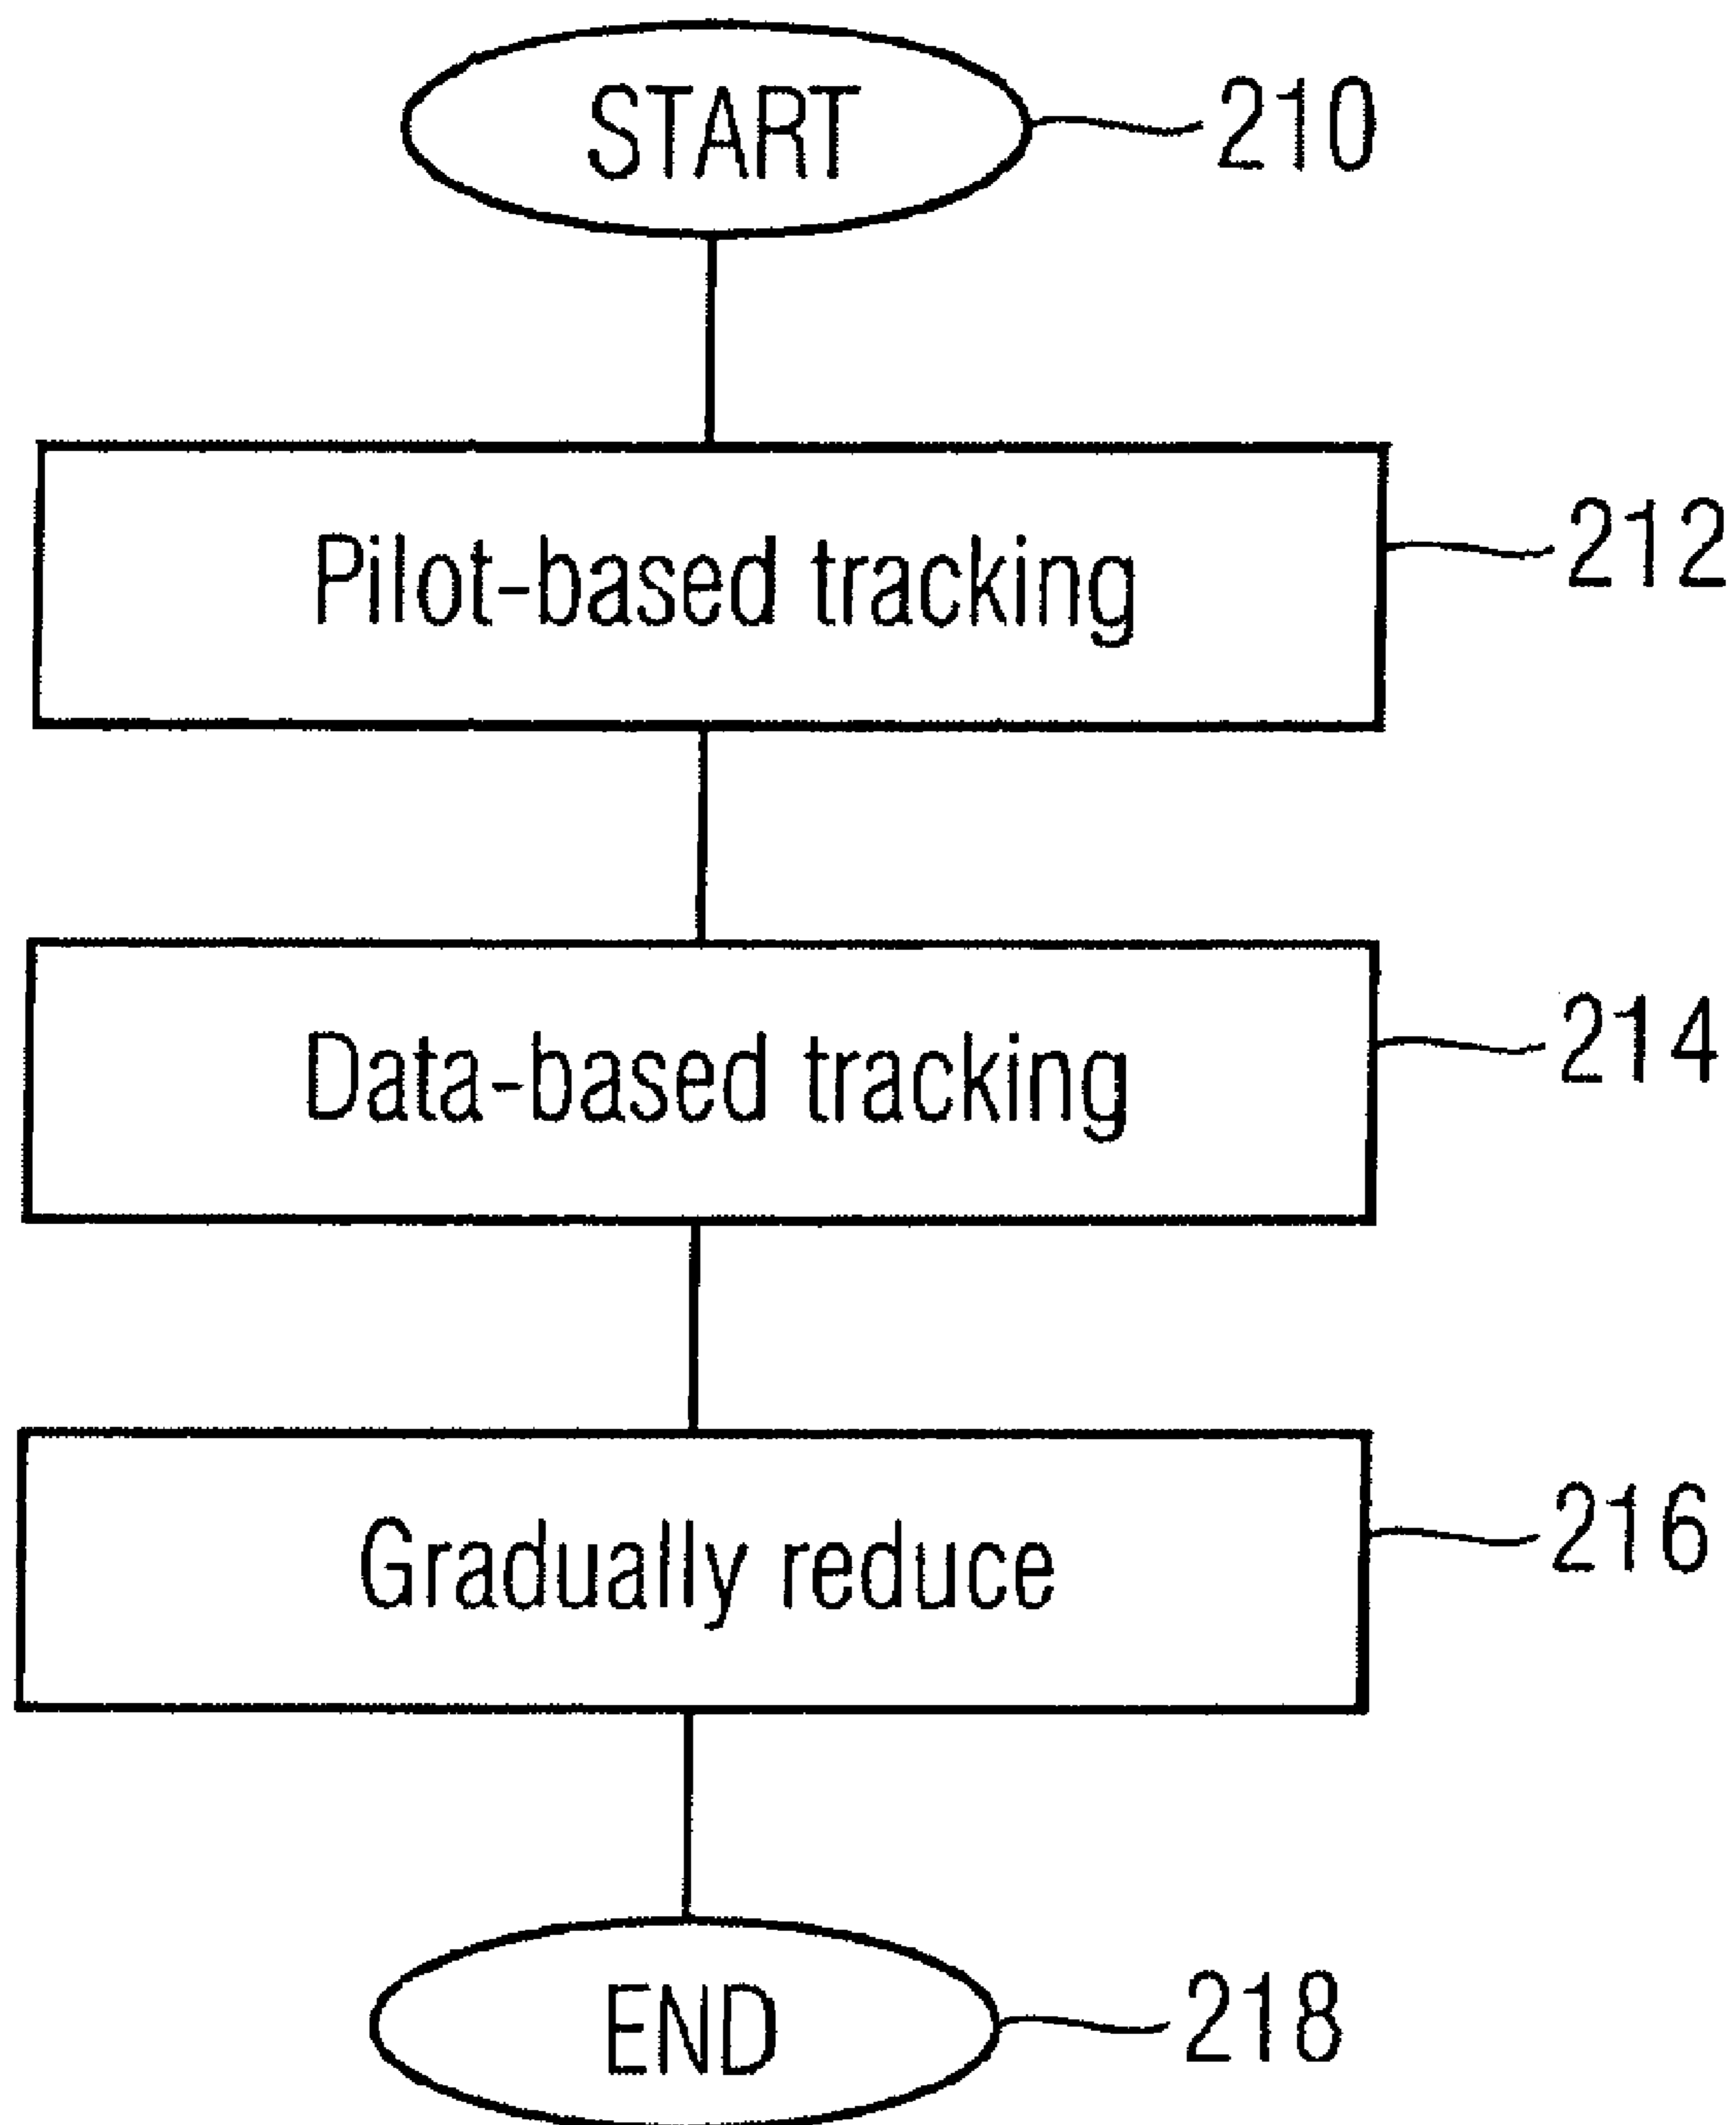 START
210
Pilot-based tracking
212
Data-based tracking
214
Gradually reduce
216
END
218